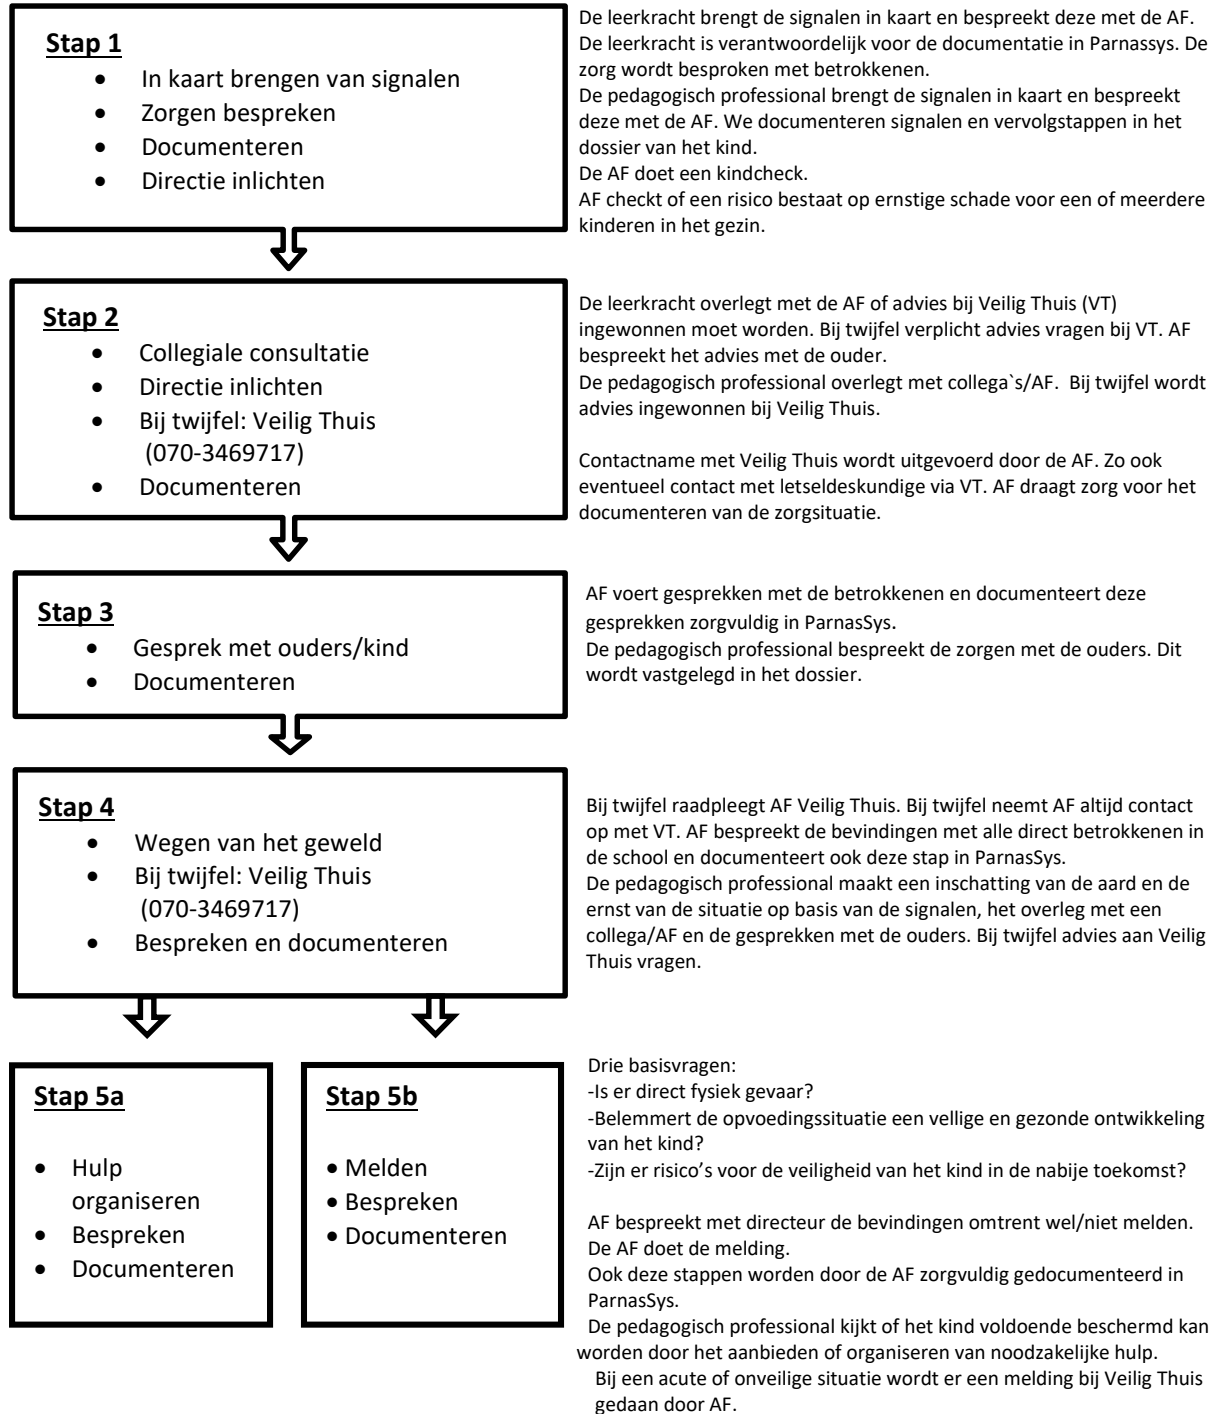 Stap 1
• In kaart brengen van signalen
• Zorgen bespreken
• Documenteren
• Directie inlichten
De leerkracht brengt de signalen in kaart en bespreekt deze met de AF.
De leerkracht is verantwoordelijk voor de documentatie in Parnassys. De
zorg wordt besproken met betrokkenen.
De pedagogisch professional brengt de signalen in kaart en bespreekt
deze met de AF. We documenteren signalen en vervolgstappen in het
dossier van het kind.
De AF doet een kindcheck.
AF checkt of een risico bestaat op ernstige schade voor een of meerdere
kinderen in het gezin.
Stap 2
• Collegiale consultatie
• Directie inlichten
• Bij twijfel: Veilig Thuis
(070-3469717)
• Documenteren
De leerkracht overlegt met de AF of advies bij Veilig Thuis (VT)
ingewonnen moet worden. Bij twijfel verplicht advies vragen bij VT. AF
bespreekt het advies met de ouder.
De pedagogisch professional overlegt met collega`s/AF. Bij twijfel wordt
advies ingewonnen bij Veilig Thuis.
Contactname met Veilig Thuis wordt uitgevoerd door de AF. Zo ook
eventueel contact met letseldeskundige via VT. AF draagt zorg voor het
documenteren van de zorgsituatie.
Stap 3
• Gesprek met ouders/kind
• Documenteren
AF voert gesprekken met de betrokkenen en documenteert deze
gesprekken zorgvuldig in ParnasSys.
De pedagogisch professional bespreekt de zorgen met de ouders. Dit
wordt vastgelegd in het dossier.
Stap 4
• Wegen van het geweld
• Bij twijfel: Veilig Thuis
(070-3469717)
• Bespreken en documenteren
Bij twijfel raadpleegt AF Veilig Thuis. Bij twijfel neemt AF altijd contact
op met VT. AF bespreekt de bevindingen met alle direct betrokkenen in
de school en documenteert ook deze stap in ParnasSys.
De pedagogisch professional maakt een inschatting van de aard en de
ernst van de situatie op basis van de signalen, het overleg met een
collega/AF en de gesprekken met de ouders. Bij twijfel advies aan Veilig
Thuis vragen.
Stap 5a
• Hulp
organiseren
• Bespreken
• Documenteren
Stap 5b
• Melden
• Bespreken
• Documenteren
Drie basisvragen:
-Is er direct fysiek gevaar?
-Belemmert de opvoedingssituatie een vellige en gezonde ontwikkeling
van het kind?
-Zijn er risico’s voor de veiligheid van het kind in de nabije toekomst?
AF bespreekt met directeur de bevindingen omtrent wel/niet melden.
De AF doet de melding.
Ook deze stappen worden door de AF zorgvuldig gedocumenteerd in
ParnasSys.
De pedagogisch professional kijkt of het kind voldoende beschermd kan
worden door het aanbieden of organiseren van noodzakelijke hulp.
Bij een acute of onveilige situatie wordt er een melding bij Veilig Thuis
gedaan door AF.